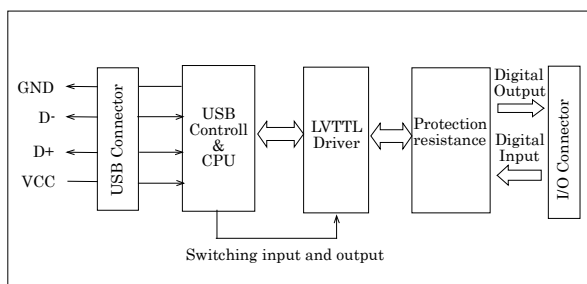 GND
D-
D+
VCC
USB Connector
USB
Controll
&
CPU
LVTTL
Driver
Protection
resistance
Digital
Output
Digital
Input
I/O Connector
Switching input and output